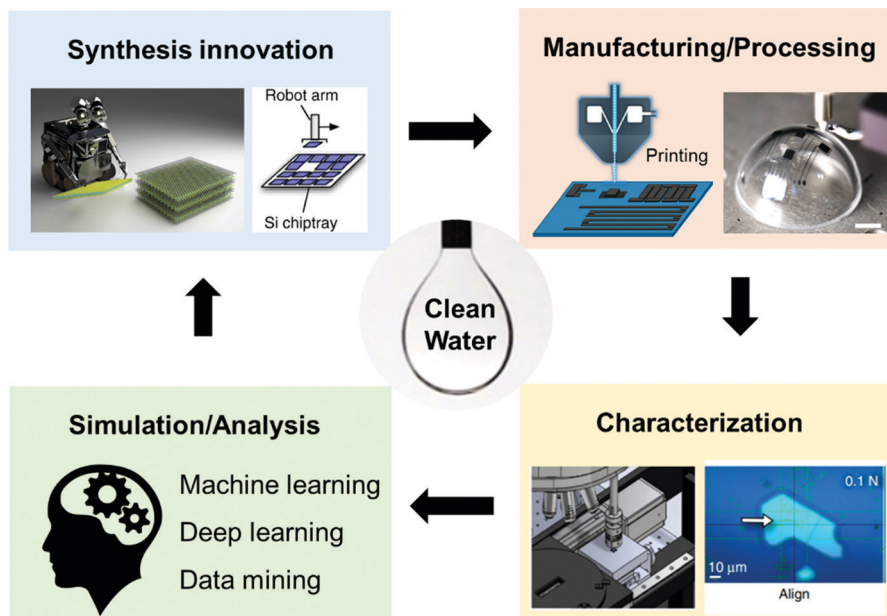 Synthesis innovation
Robot arm
Si chiptray
Manufacturing/Processing
Printing
Clean
Water
Simulation/Analysis
Machine learning
Deep learning
Data mining
Characterization
0.1 N
10 μm
Align